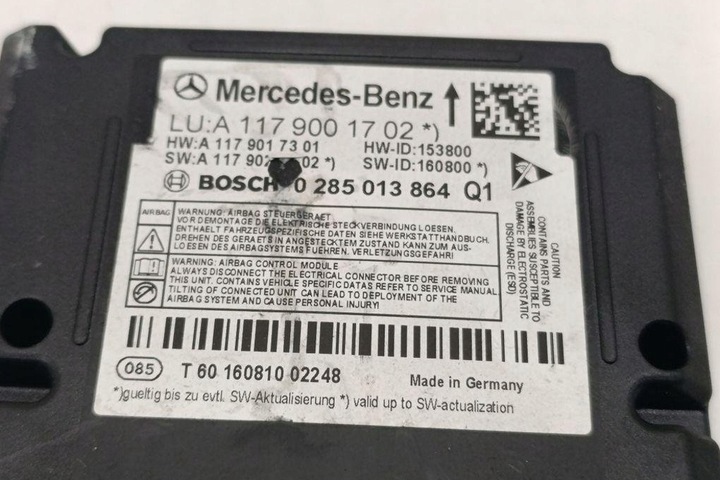 Mercedes-Benz
LU:A 117 900 17 02 *)
HW:A 117 901 73 01 HW-ID:153800
SW:A 117 902 02 *) SW-ID:160800 *)
BOSCH 0 285 013 864 Q1
AIRBAG
WARNUNG: AIRBAG STEUERGERAET
VOR DEMONTAGE DIE ELEKTRISCHE STECKVERBINDUNG LOESEN.
ENTHAELT FAHRZEUGSPEZIFISCHE DATEN SIEHE WERKSTATTHANDBUCH.
DREHEN DES GERAETS IN ANGESTECKTEM ZUSTAND KANN ZUM AUS-
LOESEN DES AIRBAGSYSTEMS FUEHREN. VERLETZUNGSGEFAHR!
WARNING: AIRBAG CONTROL MODULE
ALWAYS DISCONNECT THE ELECTRICAL CONNECTOR BEFORE REMOVING
THIS UNIT. CONTAINS VEHICLE SPECIFIC DATAS REFER TO SERVICE MANUAL
TILTING OF CONNECTED UNIT CAN LEAD TO DEPLOYMENT OF THE
AIRBAG SYSTEM AND CAUSE PERSONAL INJURY!
CAUTION
CONTAINS PARTS AND
ASSEMBLIES SUSCEPTIBLE TO
DAMAGE BY ELECTROSTATIC
DISCHARGE (ESD)
085 T 60 160810 02248 Made in Germany
*)gueltig bis zu evtl. SW-Aktualisierung *) valid up to SW-actualization